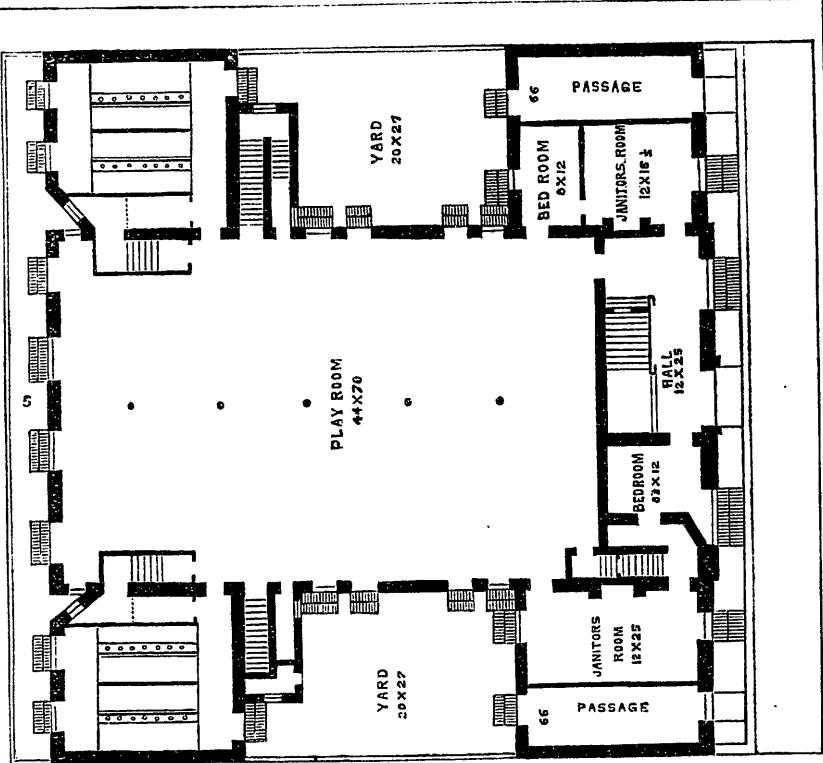 PASSAGE
66
YARD
20X27
BED ROOM
8X12
JANITORS ROOM
12X16½
PLAY ROOM
44X70
HALL
12X25
5
BEDROOM
JANITORS
ROOM
12X25
YARD
20X27
66
PASSAGE